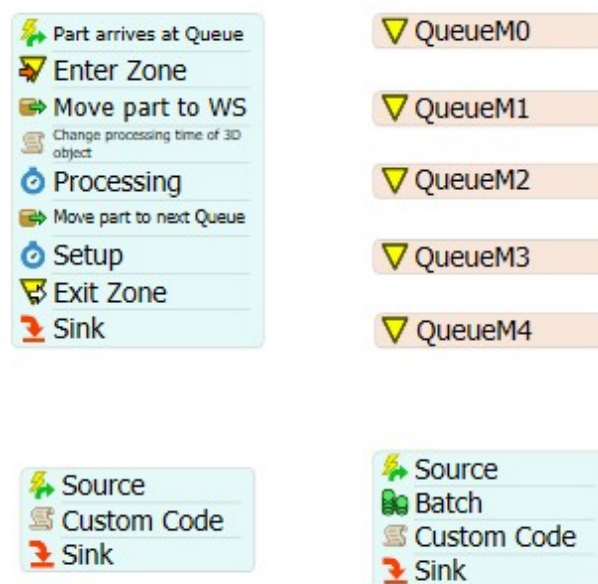 Part arrives at Queue
Enter Zone
Move part to WS
Change processing time of 3D
object
Processing
Move part to next Queue
Setup
Exit Zone
Sink
QueueM0
QueueM1
QueueM2
QueueM3
QueueM4
Source
Custom Code
Sink
Source
Batch
Custom Code
Sink